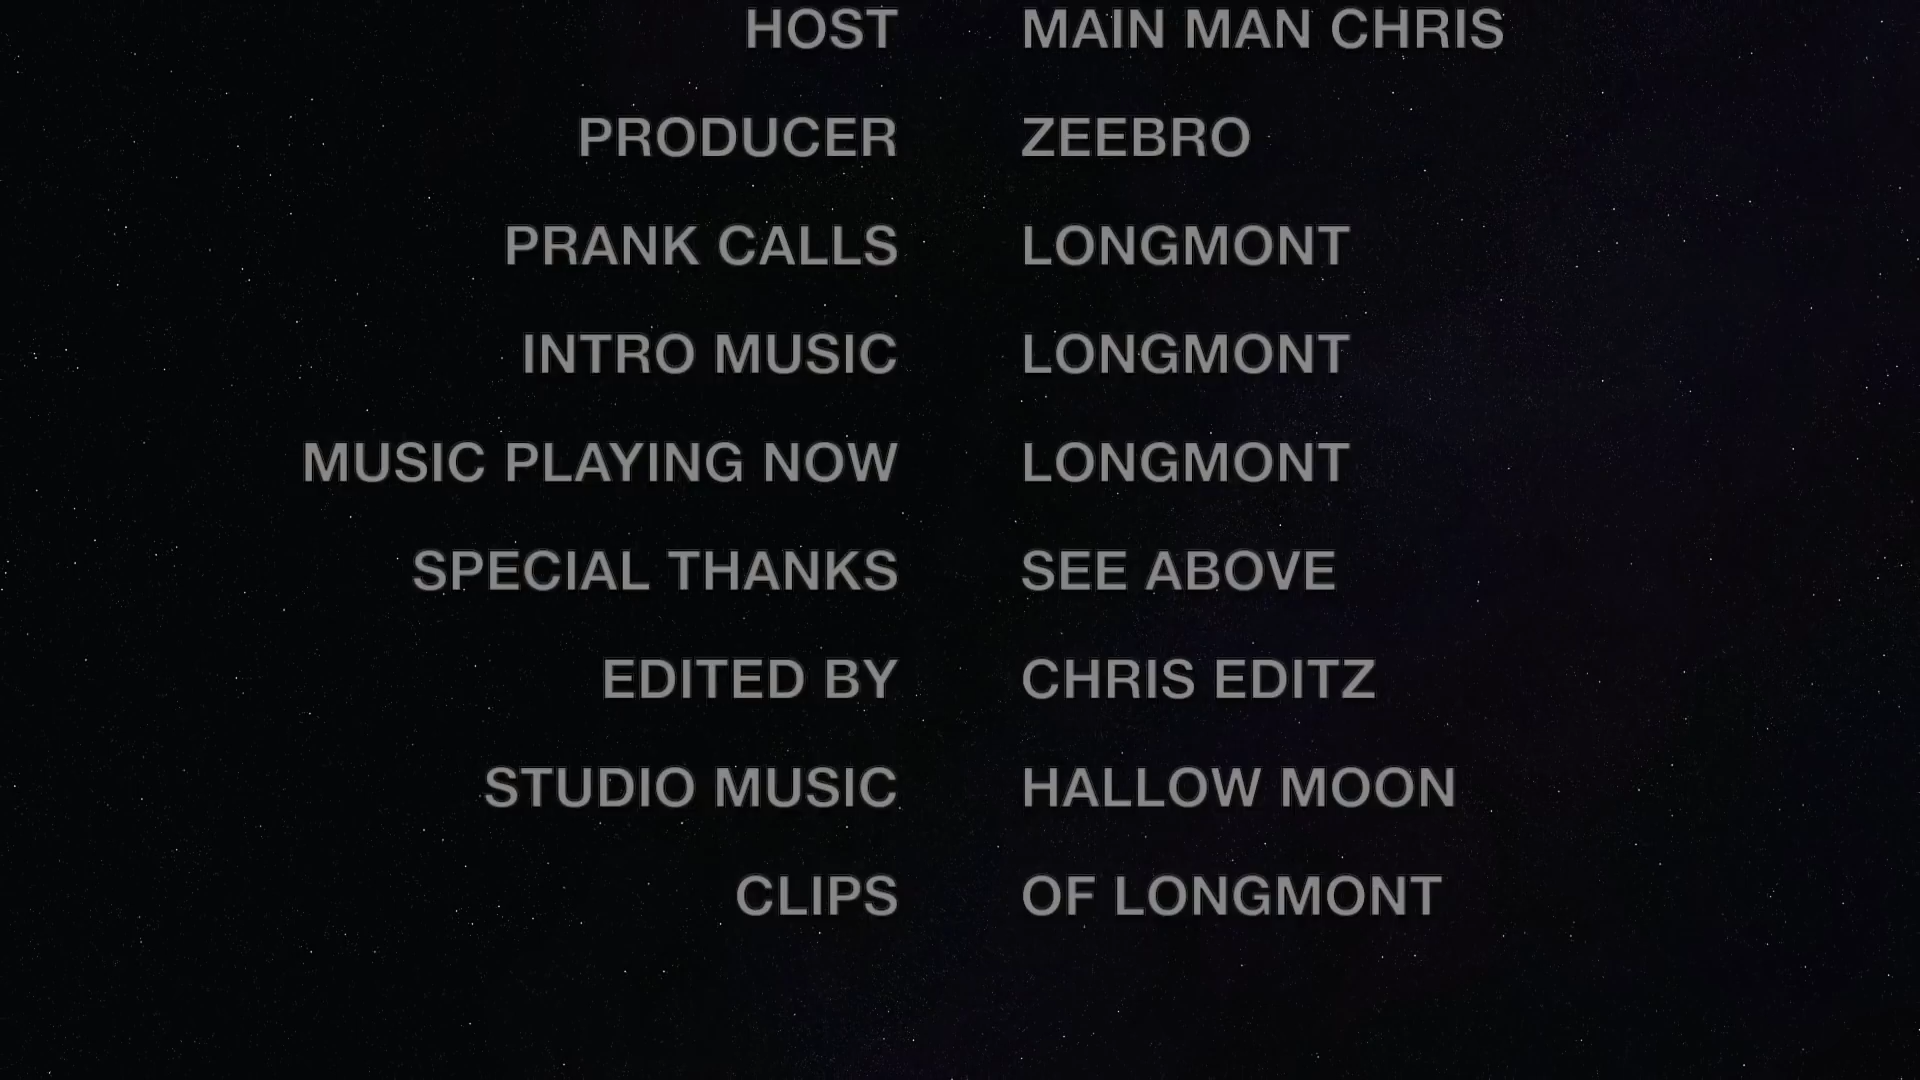 HOST MAIN MAN CHRIS
PRODUCER ZEEBRO
PRANK CALLS LONGMONT
INTRO MUSIC LONGMONT
MUSIC PLAYING NOW LONGMONT
SPECIAL THANKS SEE ABOVE
EDITED BY CHRIS EDITZ
STUDIO MUSIC HALLOW MOON
CLIPS OF LONGMONT